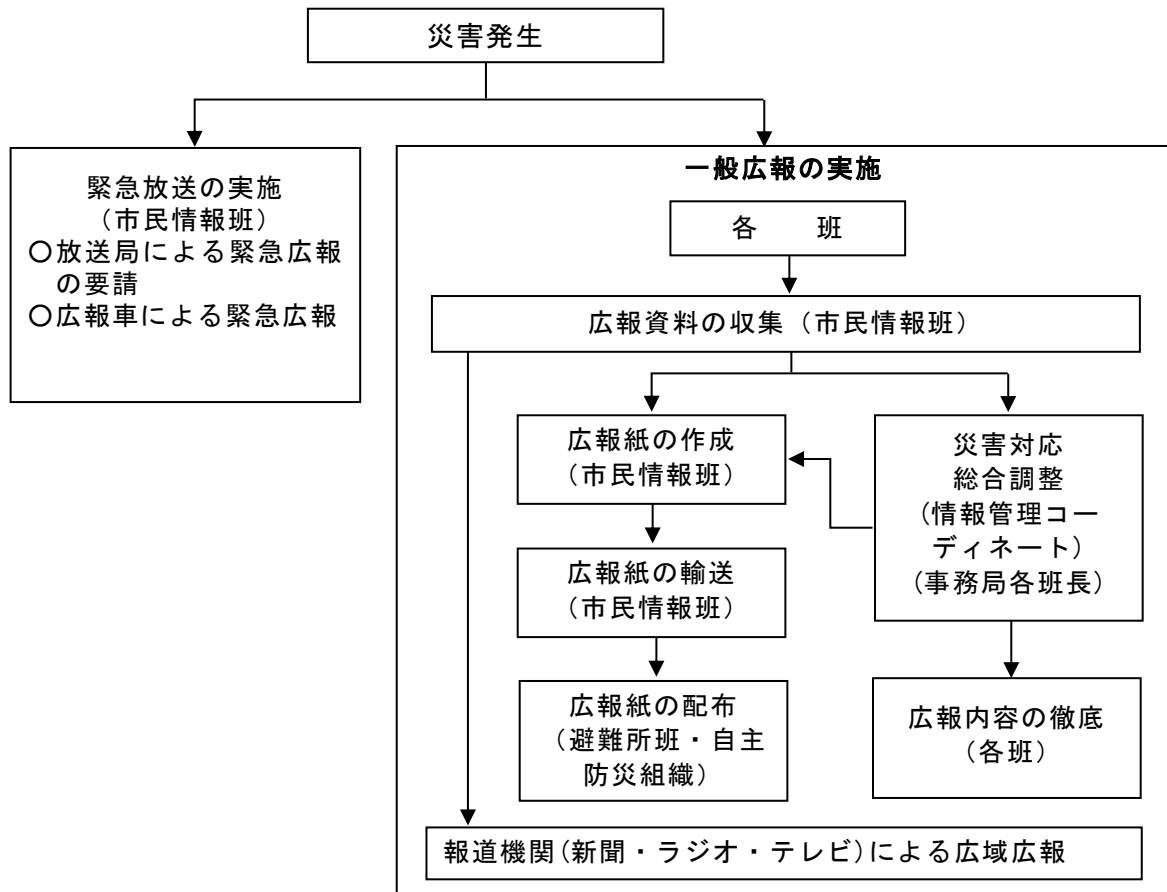 災害発生
緊急放送の実施
（市民情報班）
○放送局による緊急広報
の要請
○広報車による緊急広報
一般広報の実施
各　　班
広報資料の収集（市民情報班）
広報紙の作成
（市民情報班）
災害対応
総合調整
（情報管理コー
ディネート）
（事務局各班長）
広報紙の輸送
（市民情報班）
広報紙の配布
（避難所班・自主
防災組織）
広報内容の徹底
（各班）
報道機関（新聞・ラジオ・テレビ）による広域広報